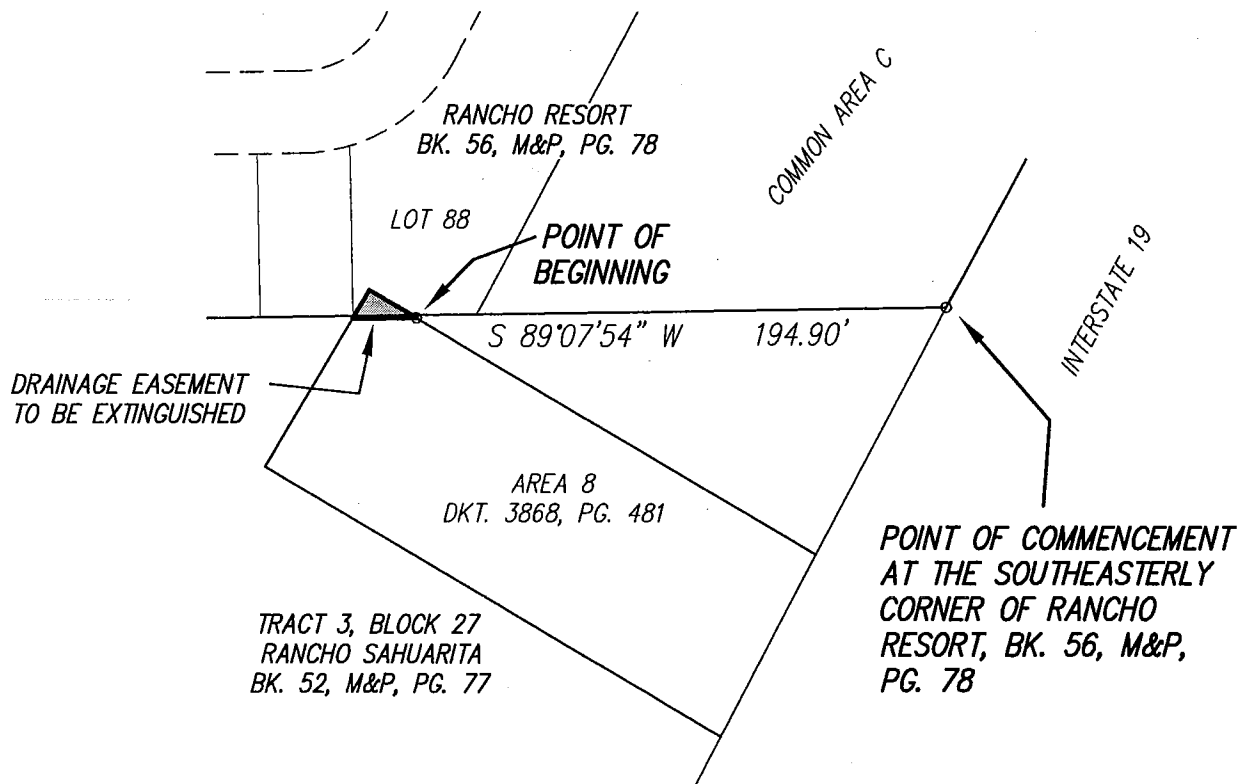 RANCHO RESORT
BK. 56, M&P, PG. 78
COMMON AREA C
LOT 88
POINT OF
BEGINNING
INTERSTATE 19
S 89°07'54" W 194.90'
DRAINAGE EASEMENT
TO BE EXTINGUISHED
AREA 8
DKT. 3868, PG. 481
POINT OF COMMENCEMENT
AT THE SOUTHEASTERLY
CORNER OF RANCHO
RESORT, BK. 56, M&P,
PG. 78
TRACT 3, BLOCK 27
RANCHO SAHUARITA
BK. 52, M&P, PG. 77